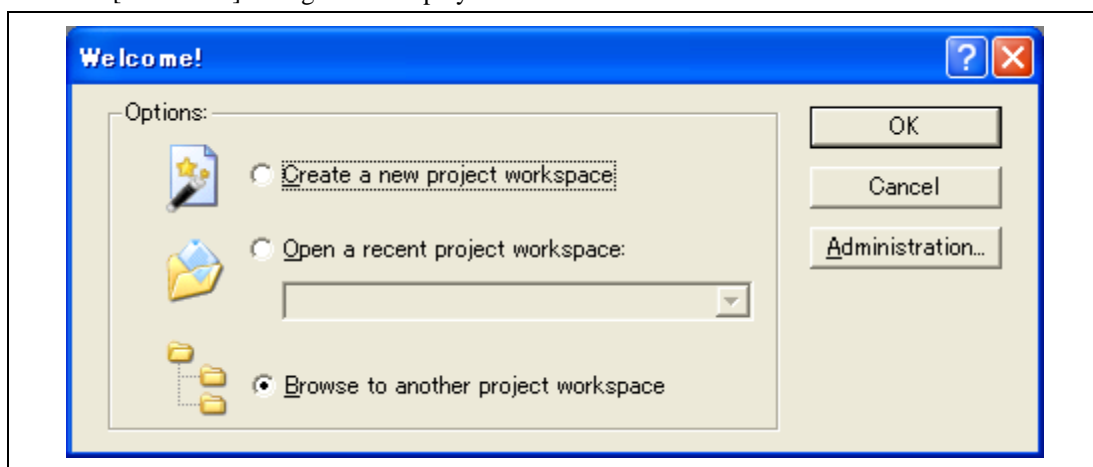 Welcome!
Options:
Create a new project workspace
Open a recent project workspace:
Browse to another project workspace
OK
Cancel
Administration...